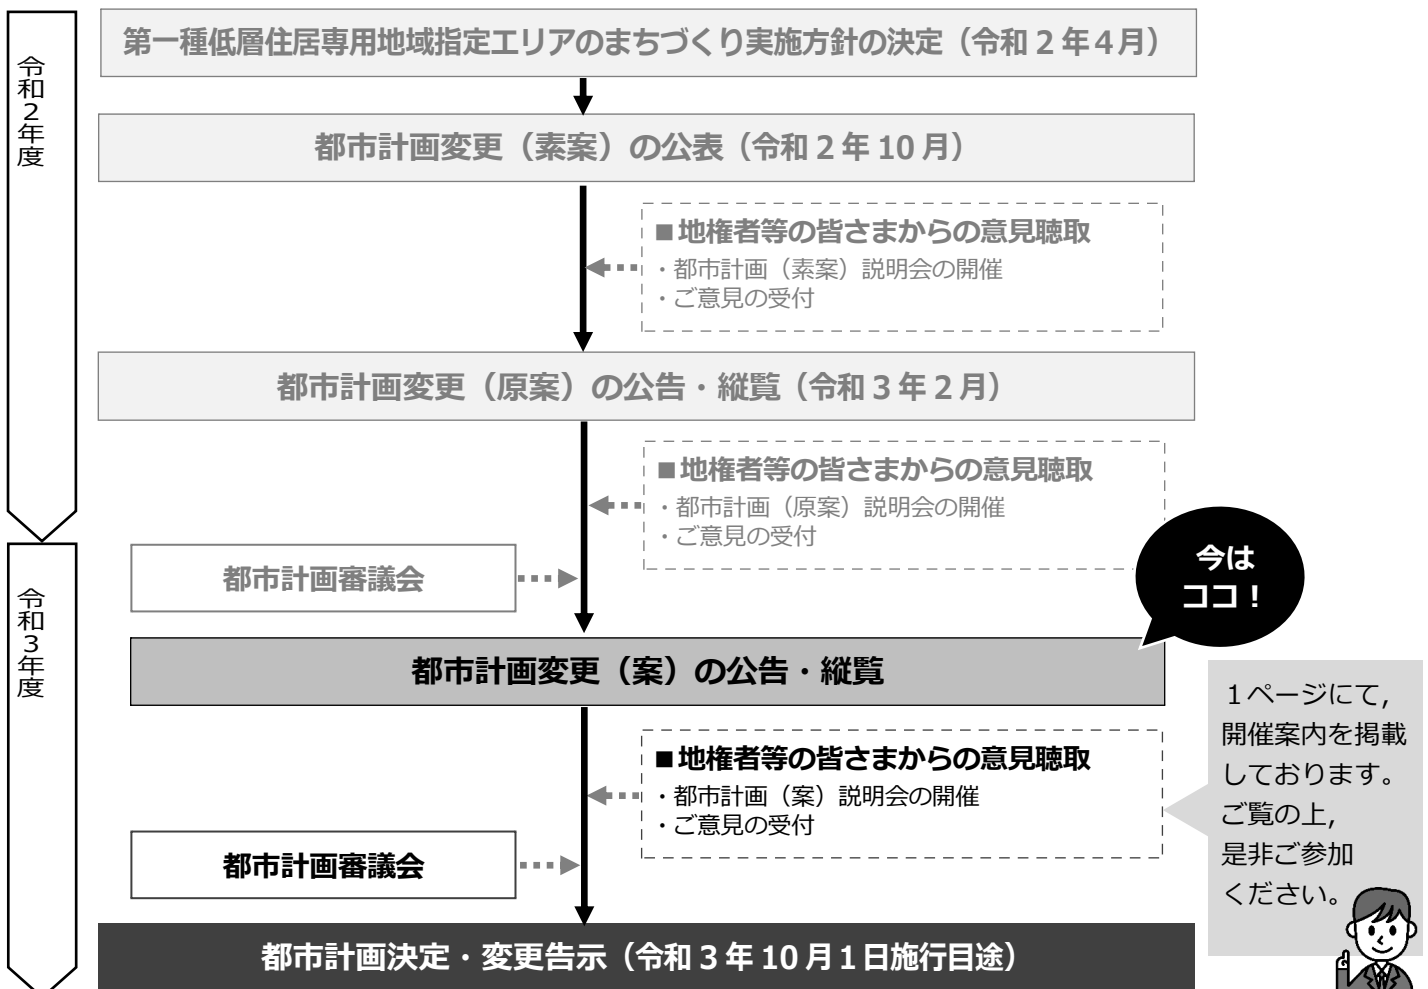 令和2年度
第一種低層住居専用地域指定エリアのまちづくり実施方針の決定（令和２年４月）
都市計画変更（素案）の公表（令和２年 10 月）
■地権者等の皆さまからの意見聴取
・都市計画（素案）説明会の開催
・ご意見の受付
都市計画変更（原案）の公告・縦覧（令和３年２月）
■地権者等の皆さまからの意見聴取
・都市計画（原案）説明会の開催
・ご意見の受付
都市計画審議会
令和3年度
今は
ココ！
都市計画変更（案）の公告・縦覧
■地権者等の皆さまからの意見聴取
・都市計画（案）説明会の開催
・ご意見の受付
１ページにて,
開催案内を掲載
しております。
ご覧の上,
是非ご参加
ください。
都市計画審議会
都市計画決定・変更告示（令和３年 10 月１日施行目途）